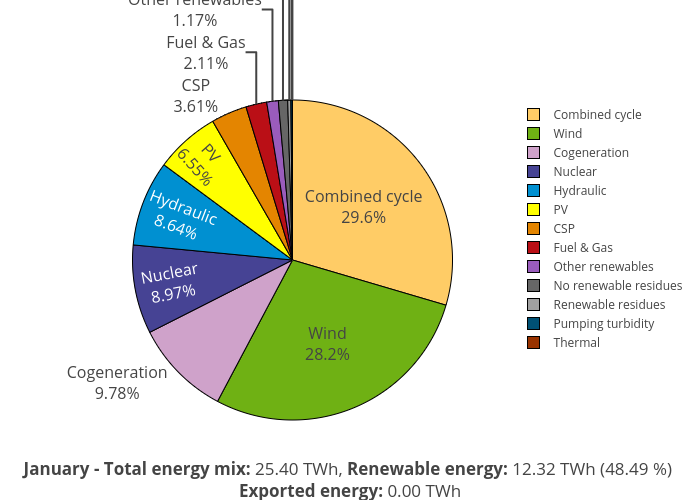 Other renewables
1.17%
Fuel & Gas
2.11%
CSP
3.61%
PV
6.55%
Hydraulic
8.64%
Nuclear
8.97%
Cogeneration
9.78%
Combined cycle
29.6%
Wind
28.2%
Combined cycle
Wind
Cogeneration
Nuclear
Hydraulic
PV
CSP
Fuel & Gas
Other renewables
No renewable residues
Renewable residues
Pumping turbidity
Thermal
January - Total energy mix: 25.40 TWh, Renewable energy: 12.32 TWh (48.49 %)
Exported energy: 0.00 TWh